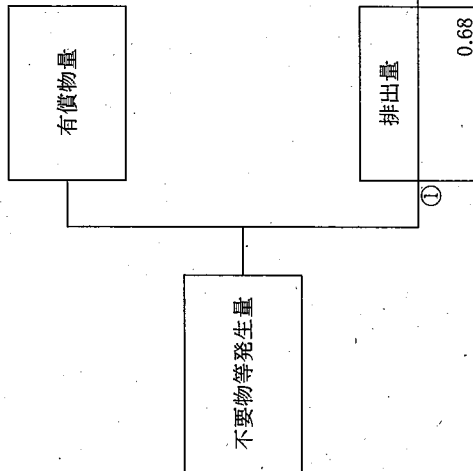 有償物量
不要物等発生量
排出量
①
0.68